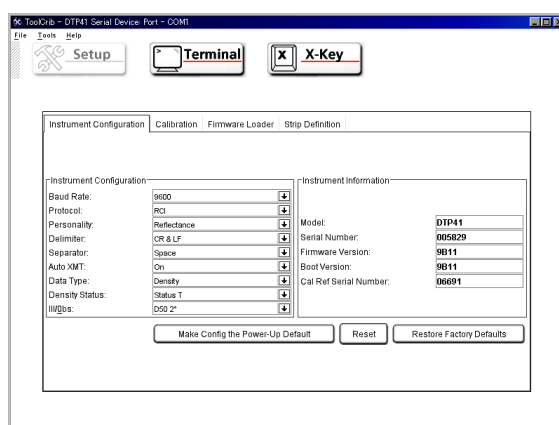 ToolCrib - DTP41 Serial Device: Port - COM1
File Tools Help
Setup
Terminal
X X-Key
Instrument Configuration Calibration Firmware Loader Strip Definition
Instrument Configuration
Baud Rate: 9600
Protocol: RCI
Personality: Reflectance
Delimiter: CR & LF
Separator: Space
Auto XMT: On
Data Type: Density
Density Status: Status T
Ill/Obs: D50 2°
Instrument Information
Model: DTP41
Serial Number: 005829
Firmware Version: 9B11
Boot Version: 9B11
Cal Ref Serial Number: 06691
Make Config the Power-Up Default Reset Restore Factory Defaults